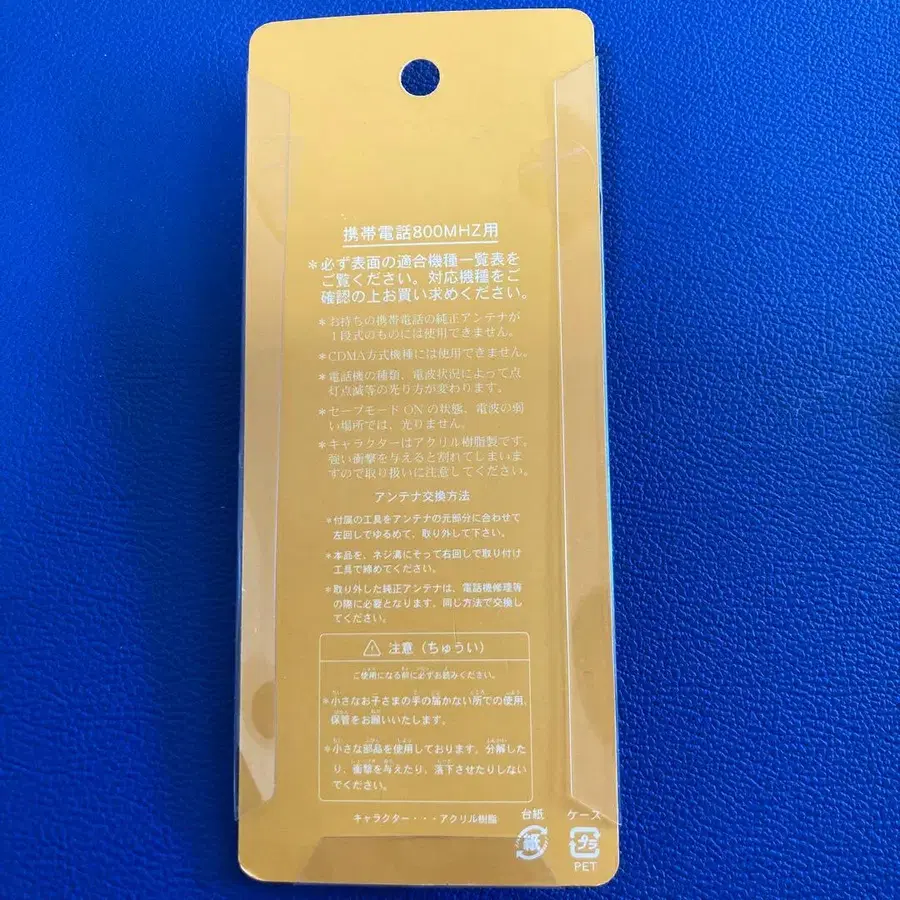 携帯電話800MHZ用
＊必ず表面の適合機種一覧表を
ご覧ください。対応機種をご
確認の上お買い求めください。
＊お持ちの携帯電話の純正アンテナが
1段式のものには使用できません。
＊CDMA方式機種には使用できません。
＊電話機の種類、電波状況によって点
灯点滅等の光り方が変わります。
＊セーブモードONの状態、電波の弱
い場所では、光りません。
＊キャラクターはアクリル樹脂製です。
強い衝撃を与えると割れてしまいま
すので取り扱いに注意してください。
アンテナ交換方法
＊付属の工具をアンテナの元部分に合わせて
左回しでゆるめて、取り外して下さい。
＊本品を、ネジ溝にそって右回しで取り付け
工具で締めてください。
＊取り外した純正アンテナは、電話機修理等
の際に必要となります。同じ方法で交換し
てください。
注意（ちゅうい）
ご使用になる前に必ずお読みください。
＊小さなお子さまの手の届かない所での使用、
保管をお願いいたします。
＊小さな部品を使用しております。分解した
り、衝撃を与えたり、落下させたりしない
でください。
キャラクター・・・アクリル樹脂
台紙 ケース
紙 プラ
PET